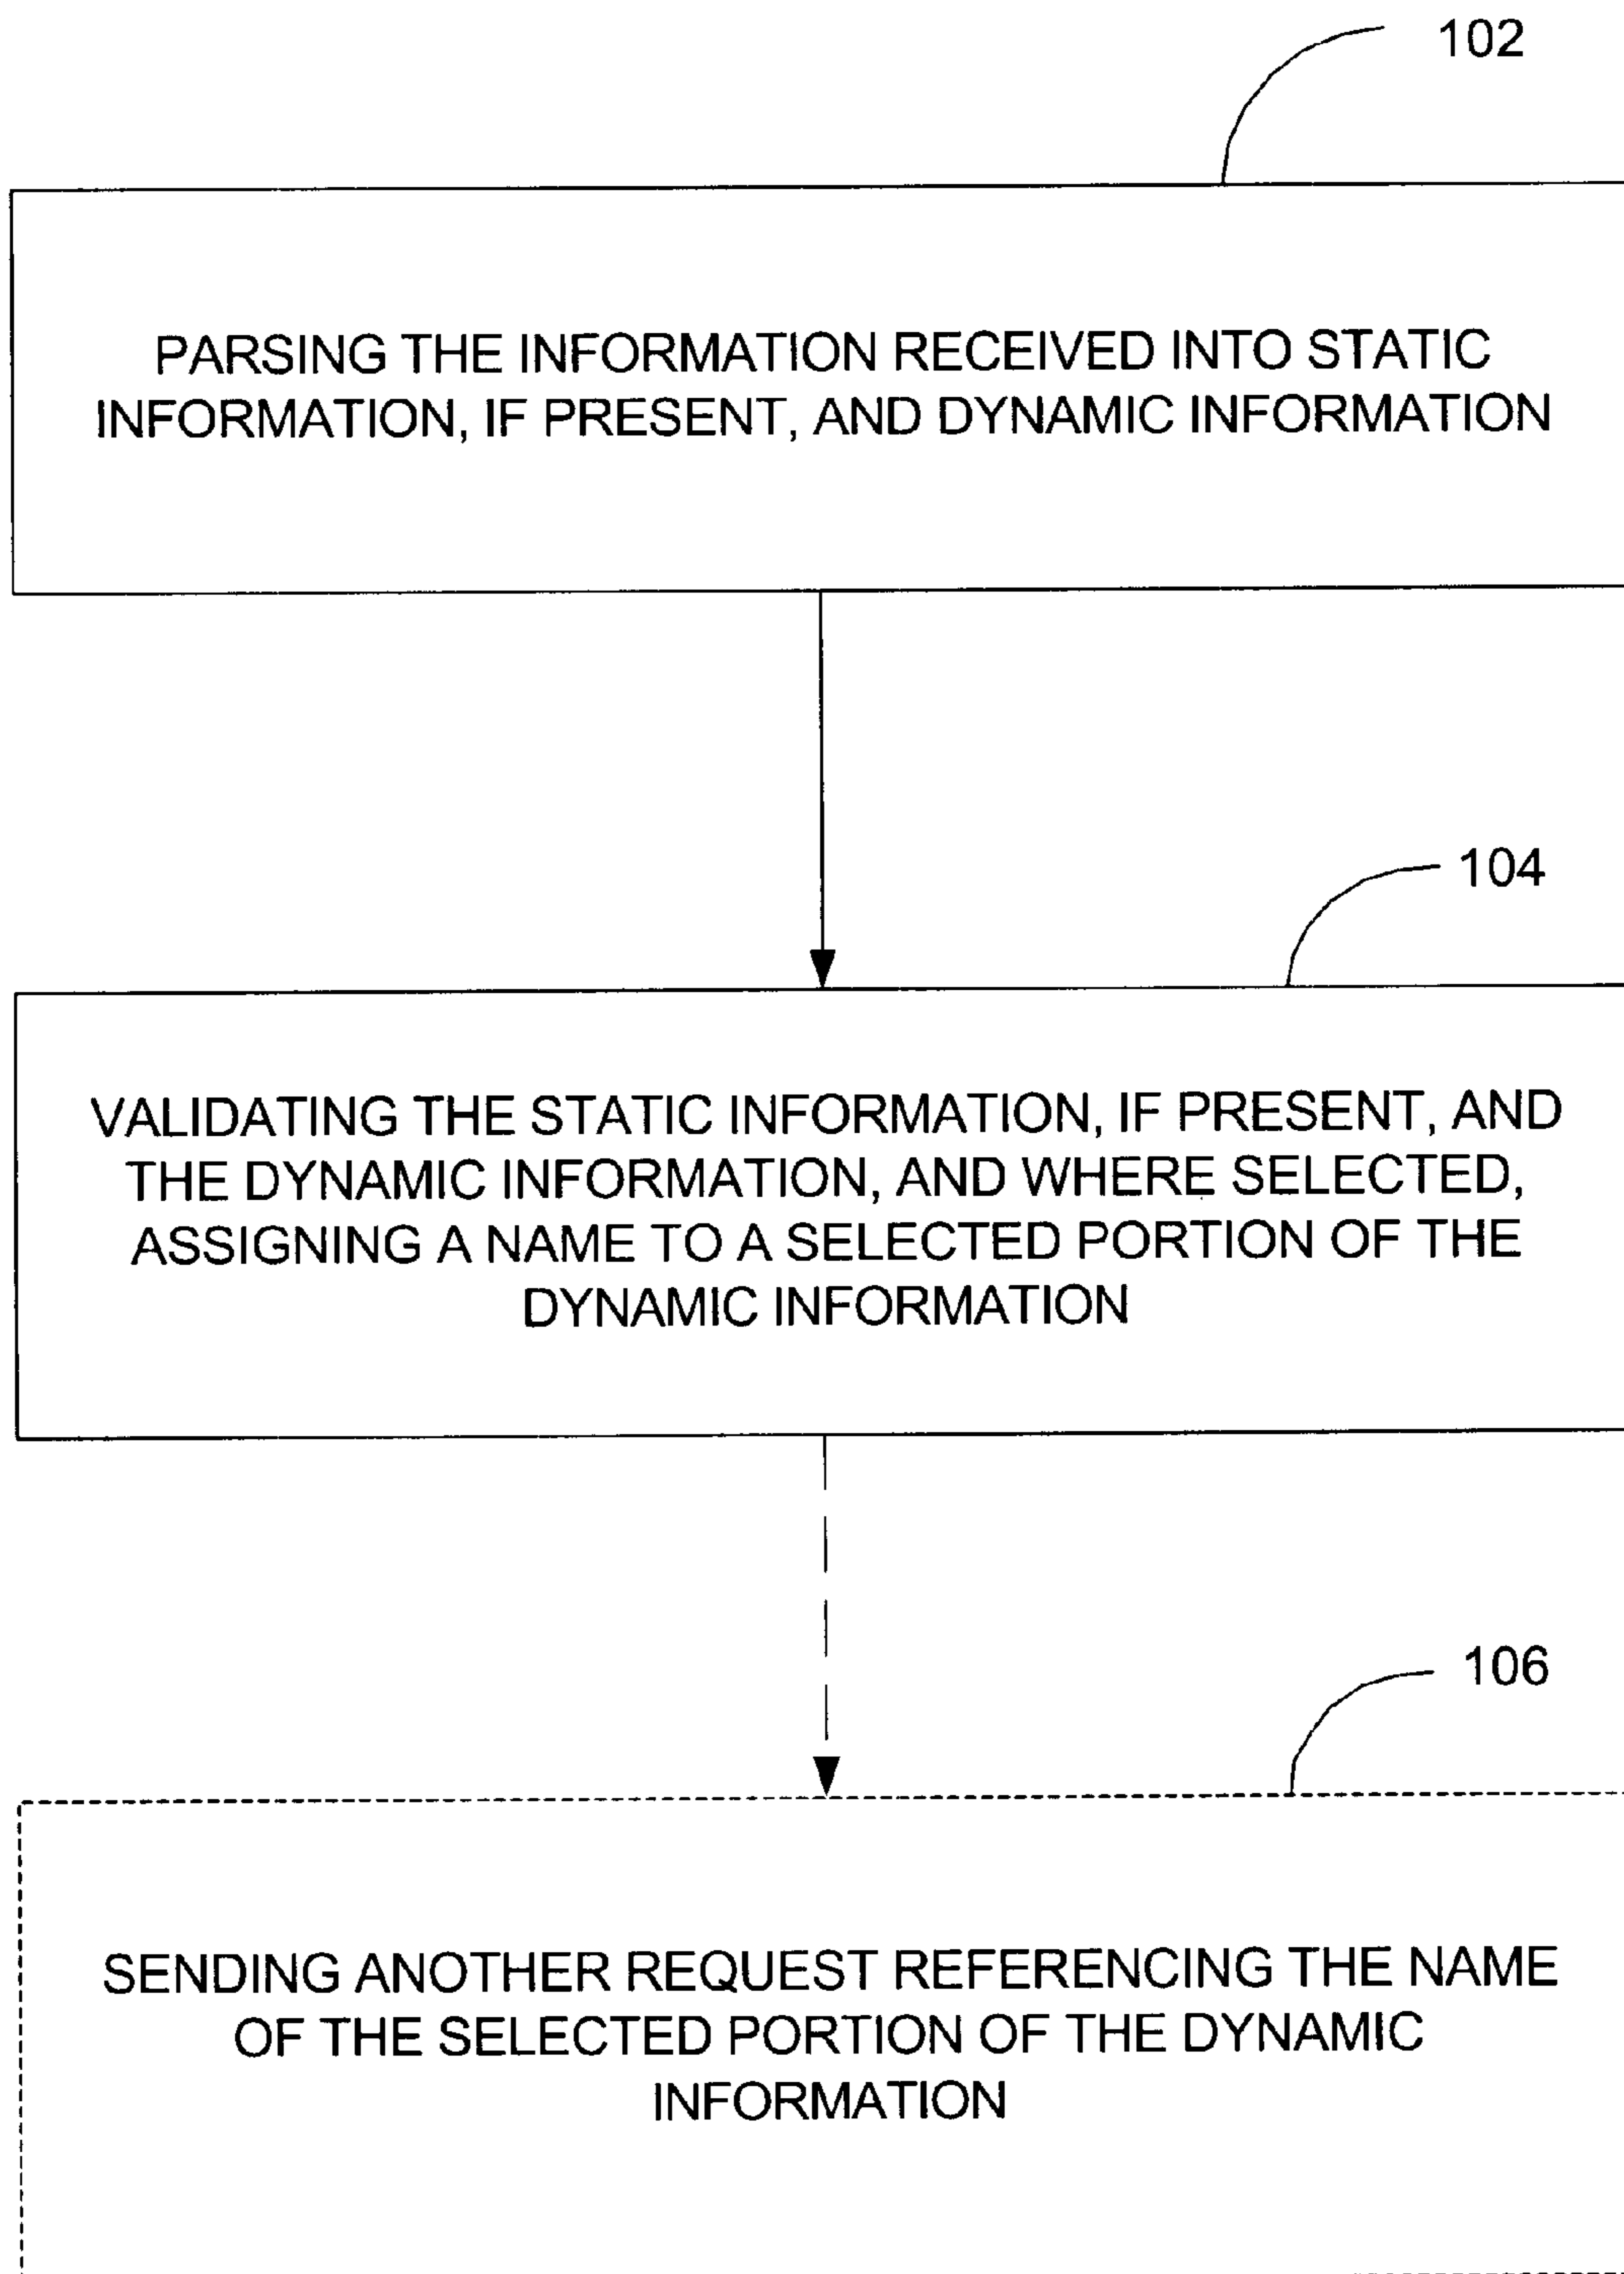 102
PARSING THE INFORMATION RECEIVED INTO STATIC
INFORMATION, IF PRESENT, AND DYNAMIC INFORMATION
104
VALIDATING THE STATIC INFORMATION, IF PRESENT, AND
THE DYNAMIC INFORMATION, AND WHERE SELECTED,
ASSIGNING A NAME TO A SELECTED PORTION OF THE
DYNAMIC INFORMATION
106
SENDING ANOTHER REQUEST REFERENCING THE NAME
OF THE SELECTED PORTION OF THE DYNAMIC
INFORMATION